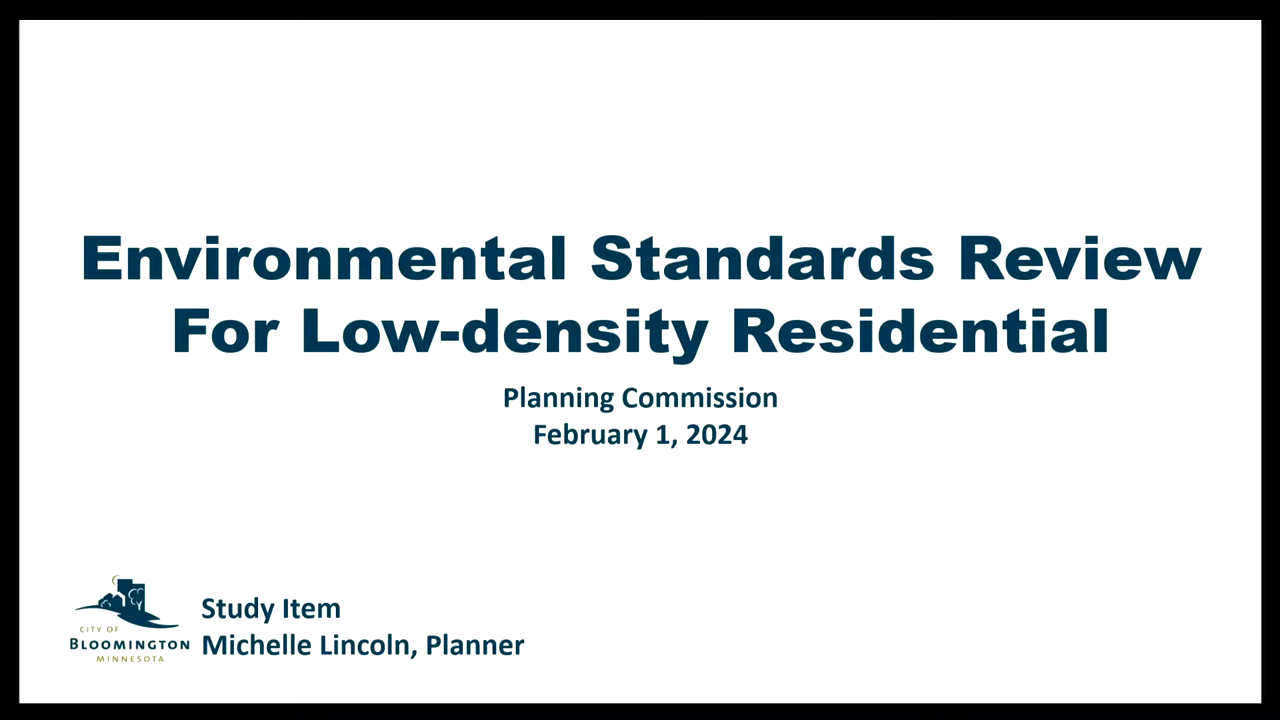 Environmental Standards Review
For Low-density Residential
Planning Commission
February 1, 2024
CITY OF
BLOOMINGTON
MINNESOTA
Study Item
Michelle Lincoln, Planner